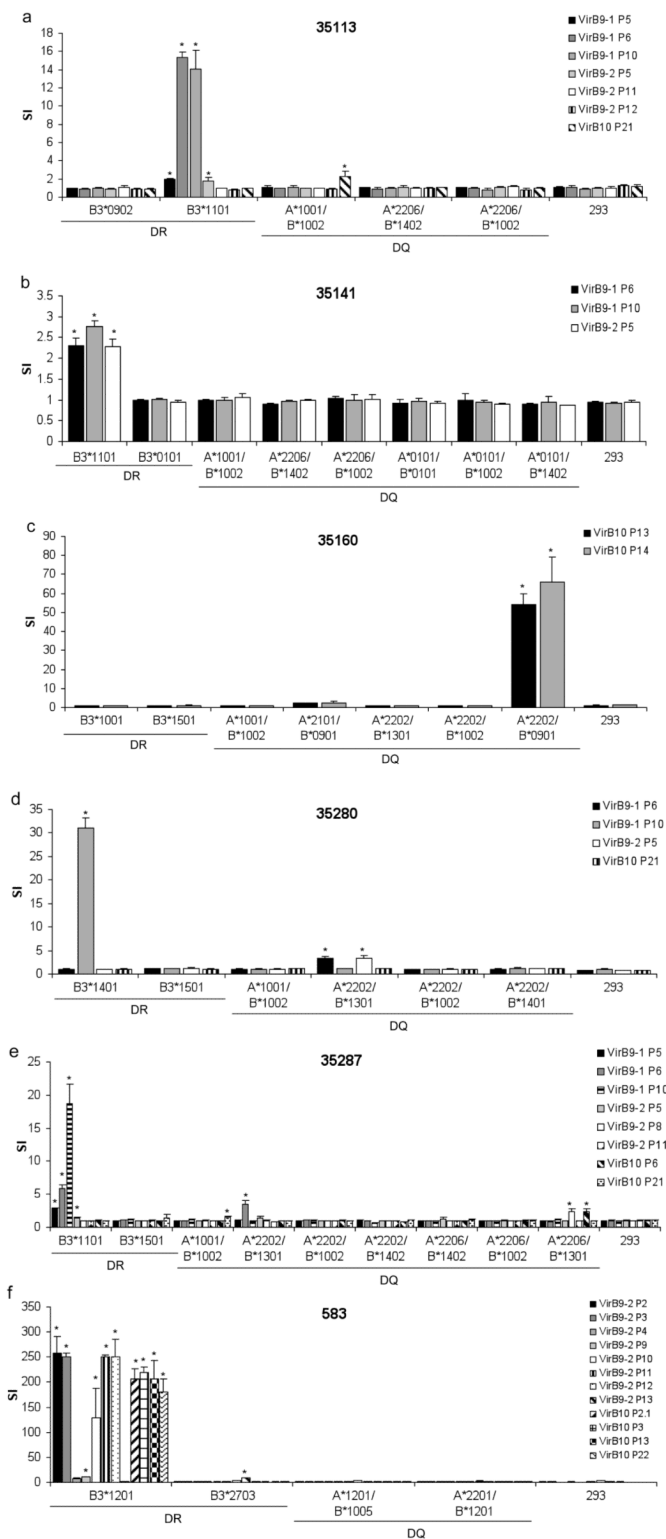 a
35113
VirB9-1 P5
VirB9-1 P6
VirB9-1 P10
VirB9-2 P5
VirB9-2 P11
VirB9-2 P12
VirB10 P21
SI
18
16
14
12
10
8
6
4
2
0
* * * * *
B3*0902 B3*1101 A*1001/ A*2206/ A*2206/ 293
B*1002 B*1402 B*1002
DR DQ
b
35141
VirB9-1 P6
VirB9-1 P10
VirB9-2 P5
SI
3.5
3
2.5
2
1.5
1
0.5
0
* * *
B3*1101 B3*0101 A*1001/ A*2206/ A*2206/ A*0101/ A*0101/ A*0101/ 293
B*1002 B*1402 B*1002 B*0101 B*1002 B*1402
DR DQ
c
35160
VirB10 P13
VirB10 P14
SI
90
80
70
60
50
40
30
20
10
0
* *
B3*1001 B3*1501 A*1001/ A*2101/ A*2202/ A*2202/ A*2202/ 293
B*1002 B*0901 B*1301 B*1002 B*0901
DR DQ
d
35280
VirB9-1 P6
VirB9-1 P10
VirB9-2 P5
VirB10 P21
SI
35
30
25
20
15
10
5
0
* * *
B3*1401 B3*1501 A*1001/ A*2202/ A*2202/ A*2202/ 293
B*1002 B*1301 B*1002 B*1401
DR DQ
e
35287
VirB9-1 P5
VirB9-1 P6
VirB9-1 P10
VirB9-2 P5
VirB9-2 P8
VirB9-2 P11
VirB10 P6
VirB10 P21
SI
25
20
15
10
5
0
* * * * * * * *
B3*1101 B3*1501 A*1001/ A*2202/ A*2202/ A*2202/ A*2206/ A*2206/ A*2206/ 293
B*1002 B*1301 B*1002 B*1402 B*1402 B*1002 B*1301
DR DQ
f
583
VirB9-2 P2
VirB9-2 P3
VirB9-2 P4
VirB9-2 P9
VirB9-2 P10
VirB9-2 P11
VirB9-2 P12
VirB9-2 P13
VirB10 P2.1
VirB10 P3
VirB10 P13
VirB10 P22
SI
350
300
250
200
150
100
50
0
* * * * * * * * * * *
B3*1201 B3*2703 A*1201/ A*2201/ 293
B*1005 B*1201
DR DQ